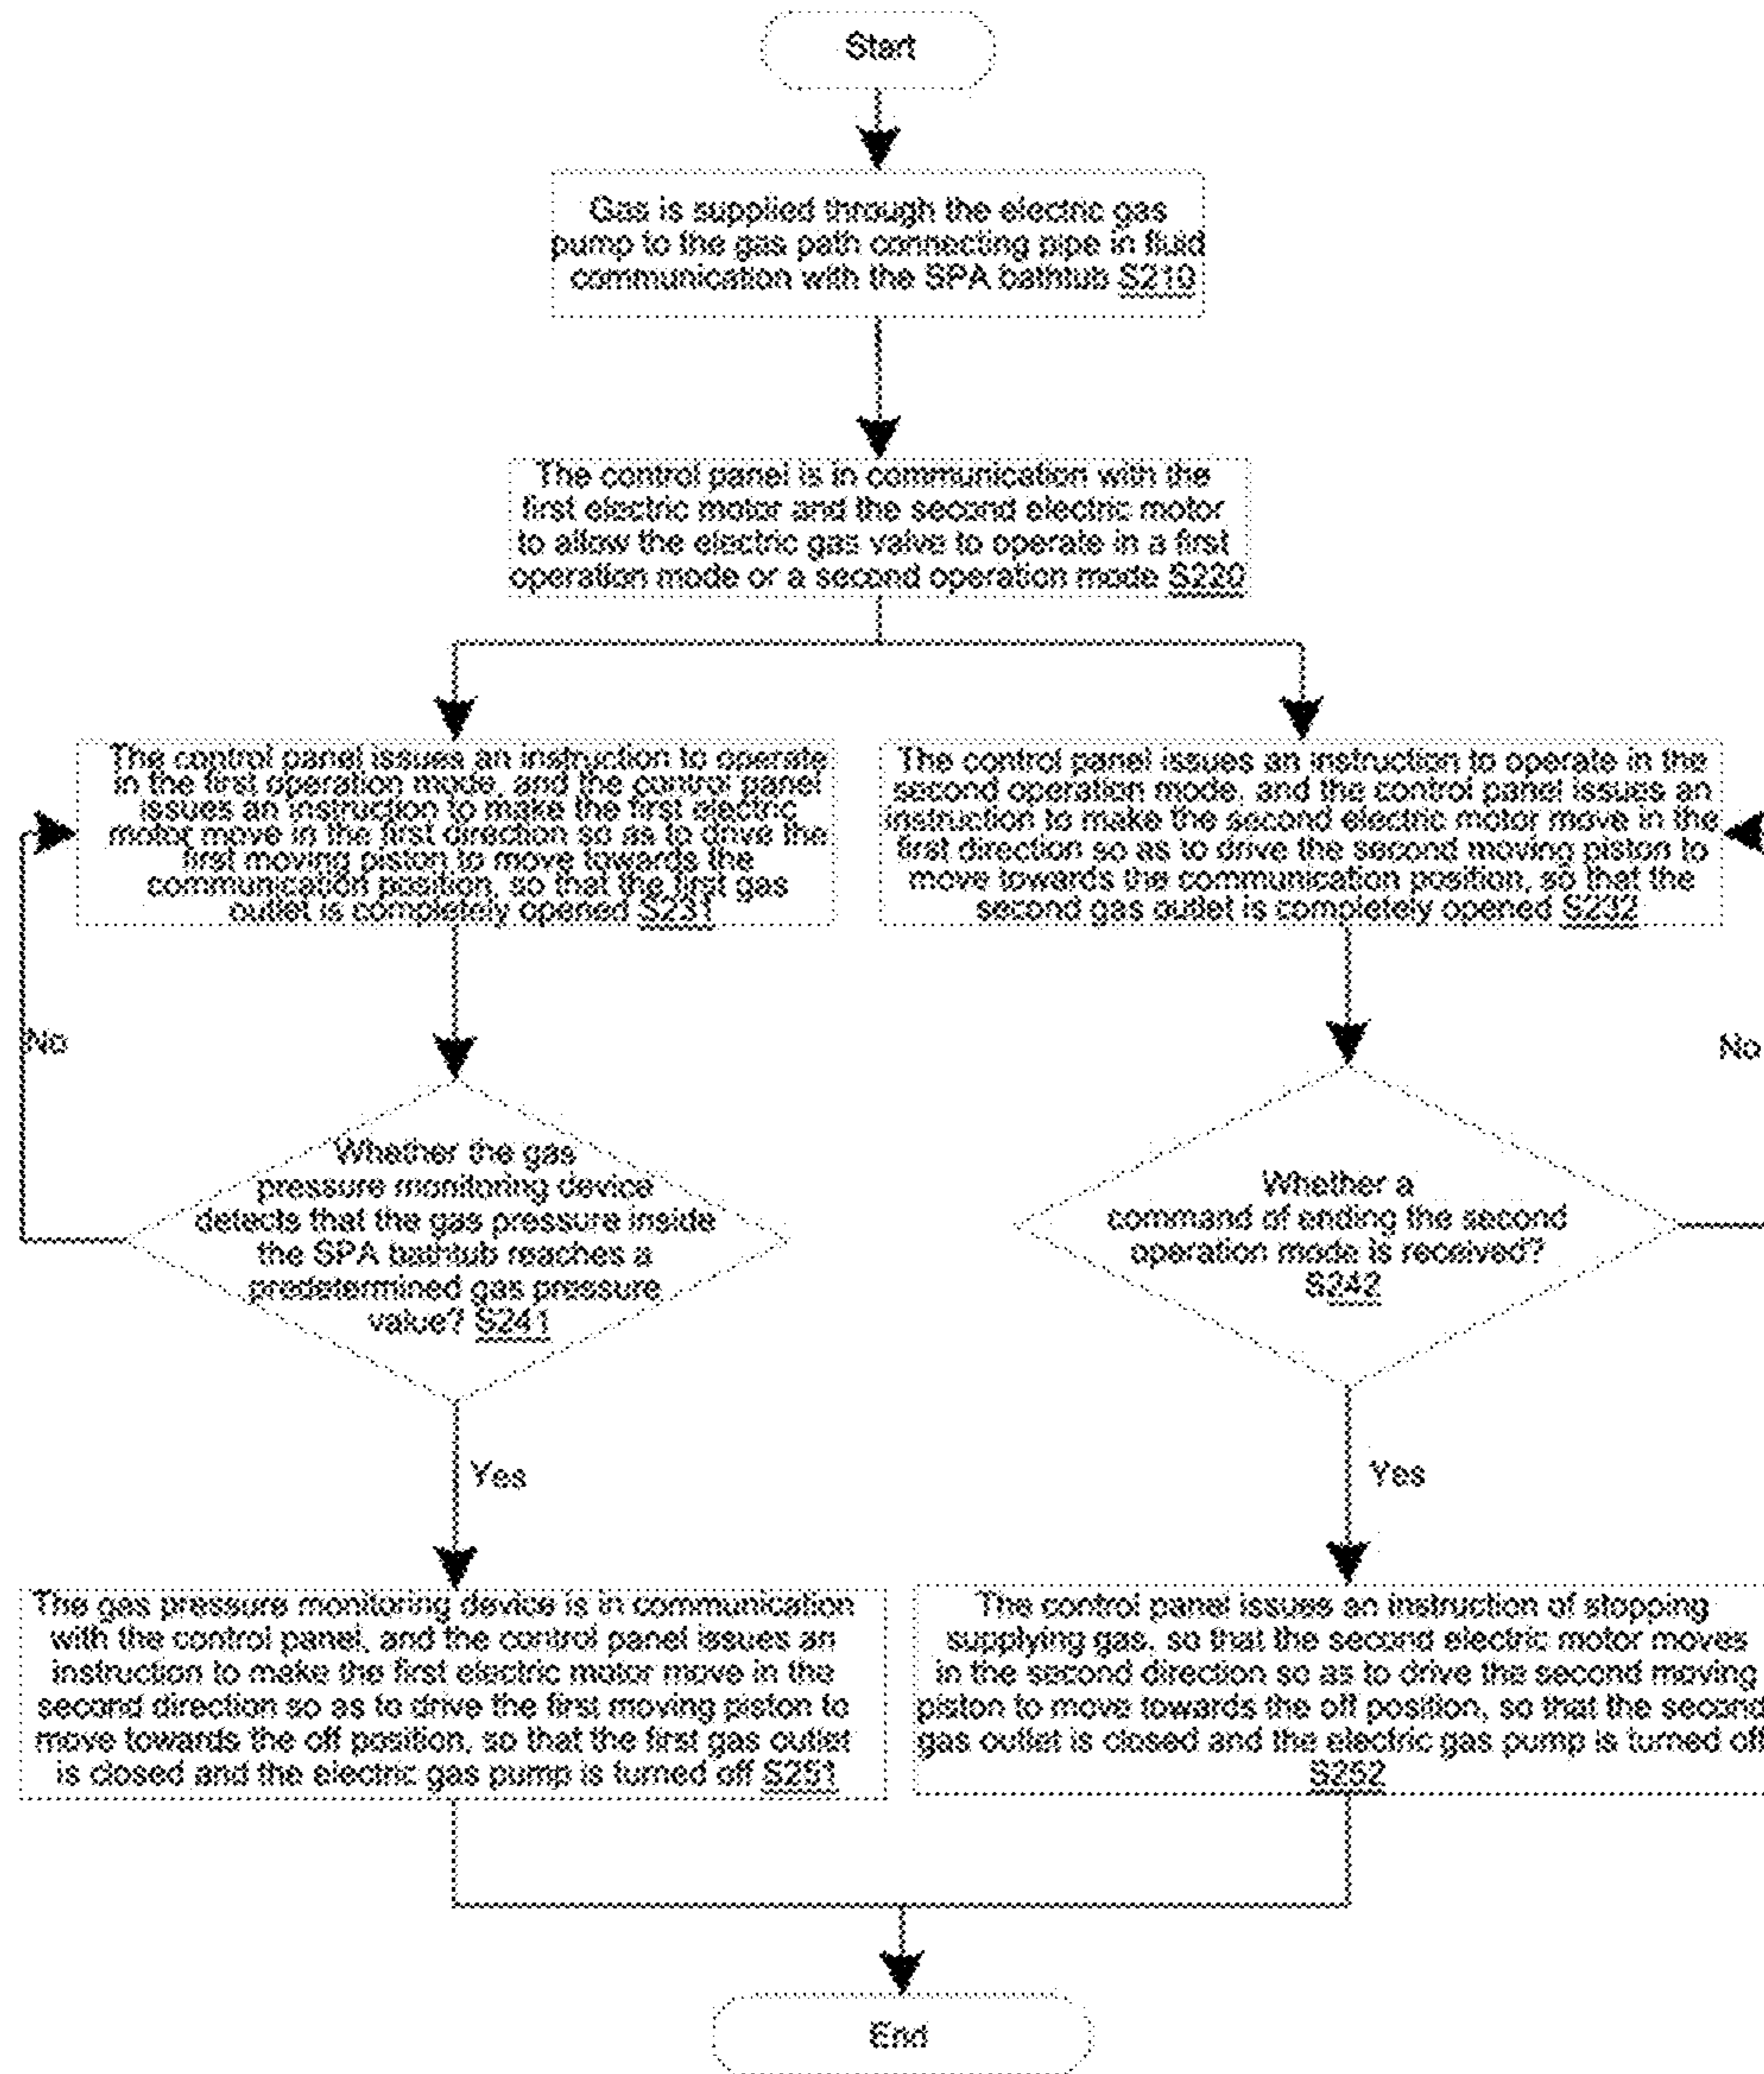 Start
Gas is supplied through the electric gas
pump to the gas path connecting pipe in fluid
communication with the SPA bathtub S210
The control panel is in communication with the
first electric motor and the second electric motor
to allow the electric gas valve to operate in a first
operation mode or a second operation mode S220
The control panel issues an instruction to operate
in the first operation mode, and the control panel
issues an instruction to make the first electric
motor move in the first direction so as to drive the
first moving piston to move towards the
communication position, so that the first gas
outlet is completely opened S231
The control panel issues an instruction to operate in the
second operation mode, and the control panel issues an
instruction to make the second electric motor move in the
first direction so as to drive the second moving piston to
move towards the communication position, so that the
second gas outlet is completely opened S232
No
No
Whether the gas
pressure monitoring device
detects that the gas pressure inside
the SPA bathtub reaches a
predetermined gas pressure
value? S241
Whether a
command of ending the second
operation mode is received?
S242
Yes
Yes
The gas pressure monitoring device is in communication
with the control panel, and the control panel issues an
instruction to make the first electric motor move in the
second direction so as to drive the first moving piston to
move towards the off position, so that the first gas outlet
is closed and the electric gas pump is turned off S251
The control panel issues an instruction of stopping
supplying gas, so that the second electric motor moves
in the second direction so as to drive the second moving
piston to move towards the off position, so that the second
gas outlet is closed and the electric gas pump is turned off
S252
End